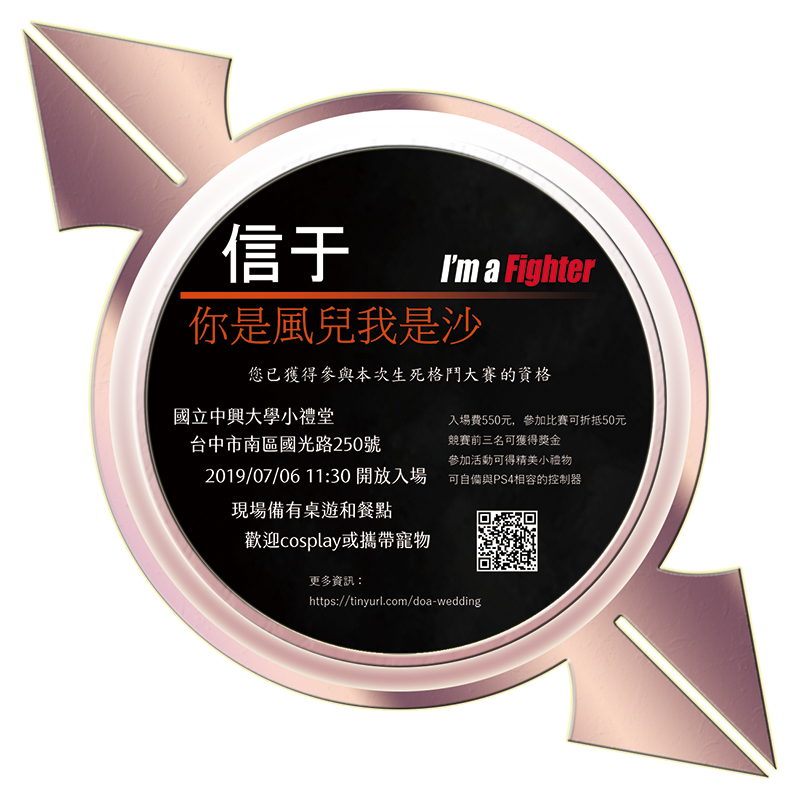 信于
I'm a Fighter
你是風兒我是沙
您已獲得參與本次生死格鬥大賽的資格
國立中興大學小禮堂
台中市南區國光路250號
2019/07/06 11:30 開放入場
現場備有桌遊和餐點
歡迎cosplay或攜帶寵物
入場費550元，參加比賽可折抵50元
競賽前三名可獲得獎金
參加活動可得精美小禮物
可自備與PS4相容的控制器
更多資訊：
https://tinyurl.com/doa-wedding